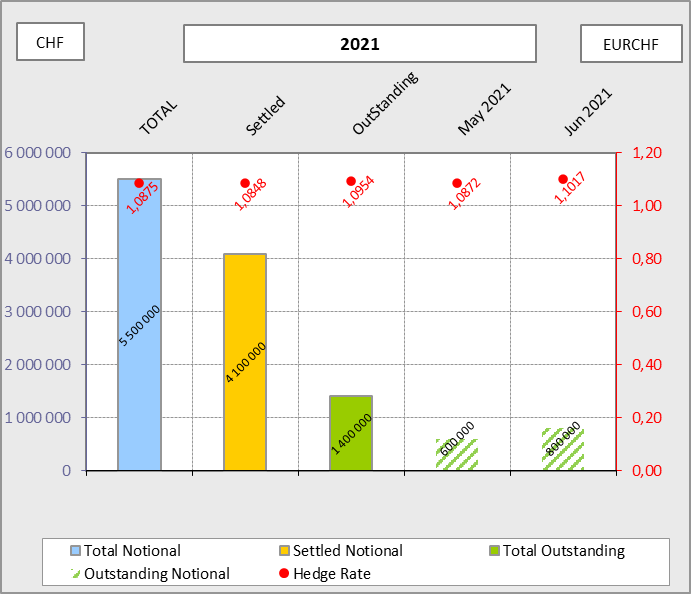 CHF
2021
EURCHF
TOTAL
Settled
OutStanding
May 2021
Jun 2021
6 000 000
5 000 000
4 000 000
3 000 000
2 000 000
1 000 000
0
1,20
1,00
0,80
0,60
0,40
0,20
0,00
1,0875
1,0848
1,0954
1,0872
1,1017
5 500 000
4 100 000
1 400 000
600 000
800 000
Total Notional
Settled Notional
Total Outstanding
Outstanding Notional
Hedge Rate